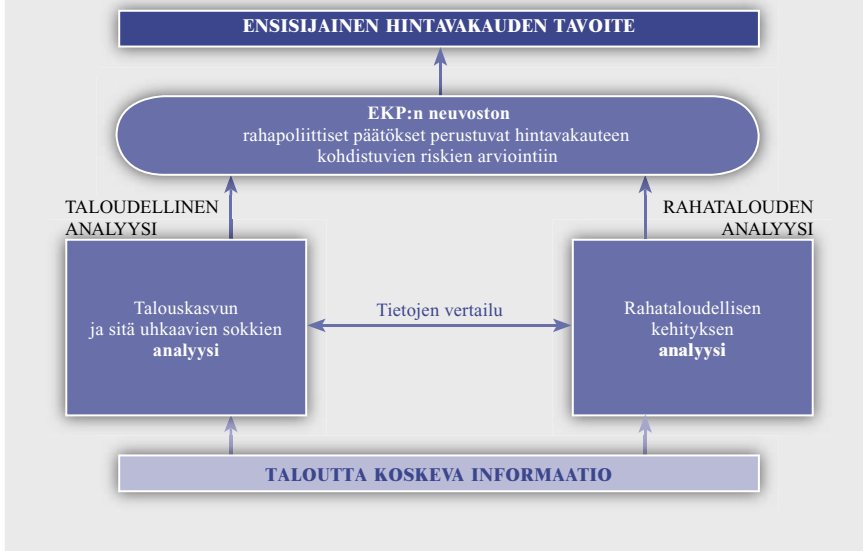 ENSISIJAINEN HINTAVAKAUDEN TAVOITE
EKP:n neuvoston
rahapoliittiset päätökset perustuvat hintavakauteen
kohdistuvien riskien arviointiin
TALOUDELLINEN
ANALYYSI
RAHATALOUDEN
ANALYYSI
Talouskasvun
ja sitä uhkaavien sokkien
analyysi
Tietojen vertailu
Rahataloudellisen
kehityksen
analyysi
TALOUTTA KOSKEVA INFORMAATIO